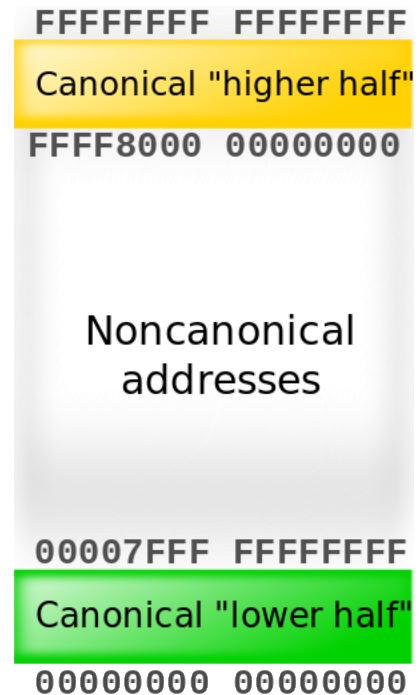 FFFFFFFF FFFFFFFF
Canonical "higher half"
FFFF8000 00000000
Noncanonical
addresses
00007FFF FFFFFFFF
Canonical "lower half"
00000000 00000000